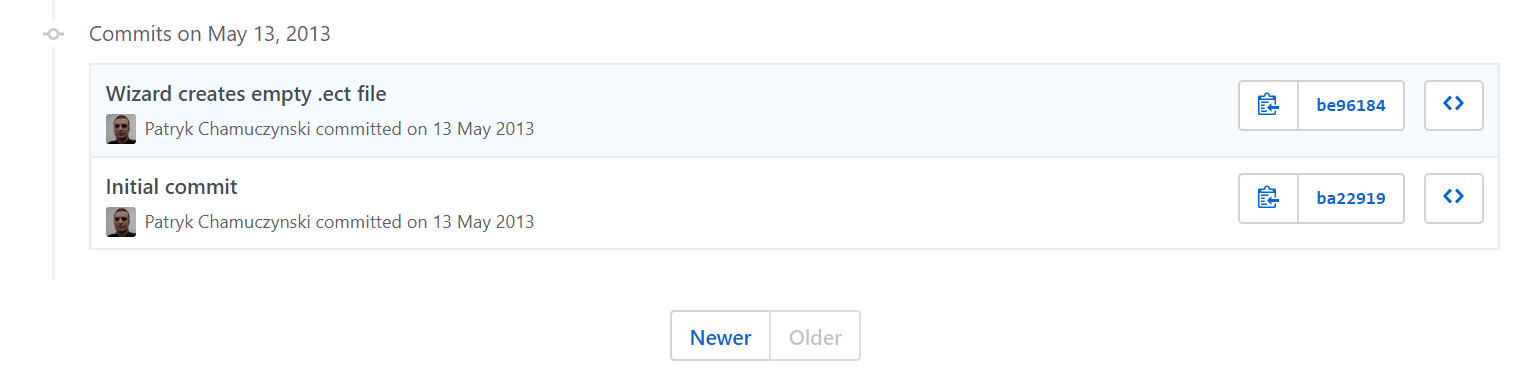 Commits on May 13, 2013
Wizard creates empty .ect file
be96184
Patryk Chamuczynski committed on 13 May 2013
Initial commit
ba22919
Patryk Chamuczynski committed on 13 May 2013
Newer Older